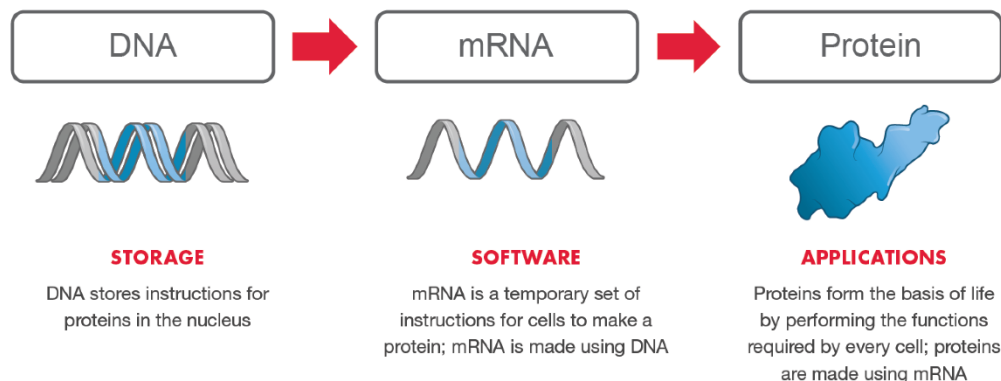 DNA
mRNA
Protein
STORAGE
DNA stores instructions for
proteins in the nucleus
SOFTWARE
mRNA is a temporary set of
instructions for cells to make a
protein; mRNA is made using DNA
APPLICATIONS
Proteins form the basis of life
by performing the functions
required by every cell; proteins
are made using mRNA